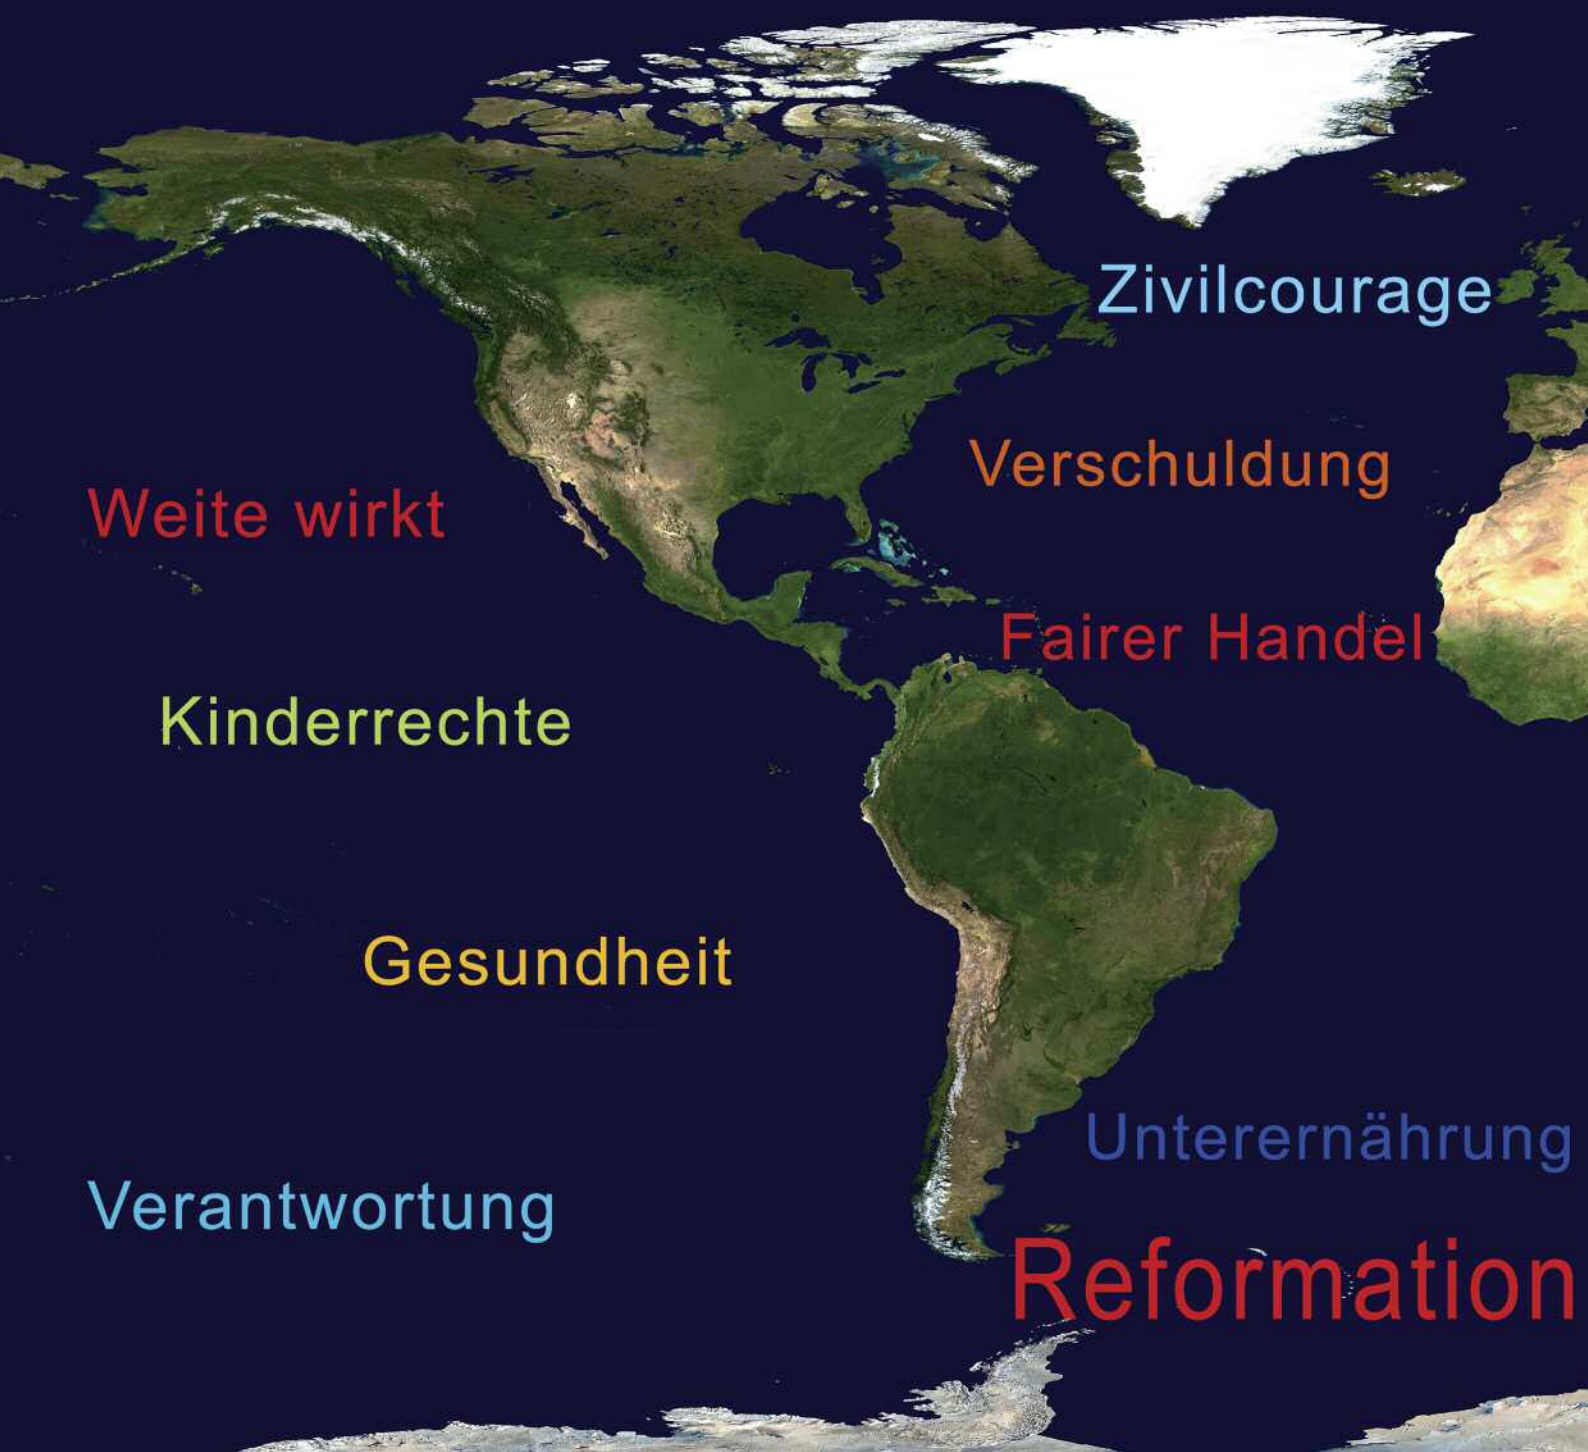 Zivilcourage
Verschuldung
Weite wirkt
Fairer Handel
Kinderrechte
Gesundheit
Unterernährung
Verantwortung
Reformation